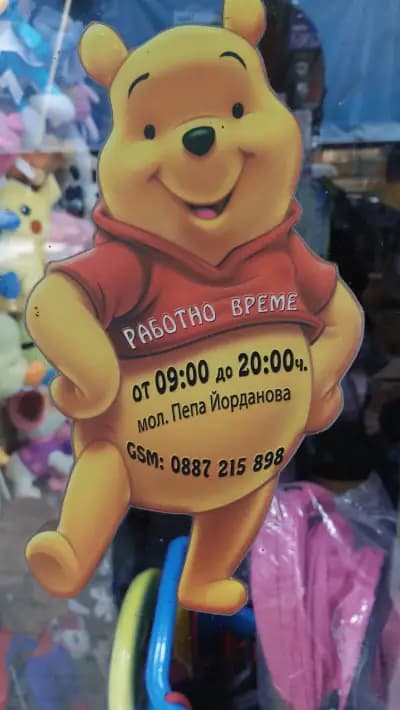 РАБОТНО ВРЕМЕ
от 09:00 до 20:00ч.
мол. Пепа Йорданова
GSM: 0887 215 898